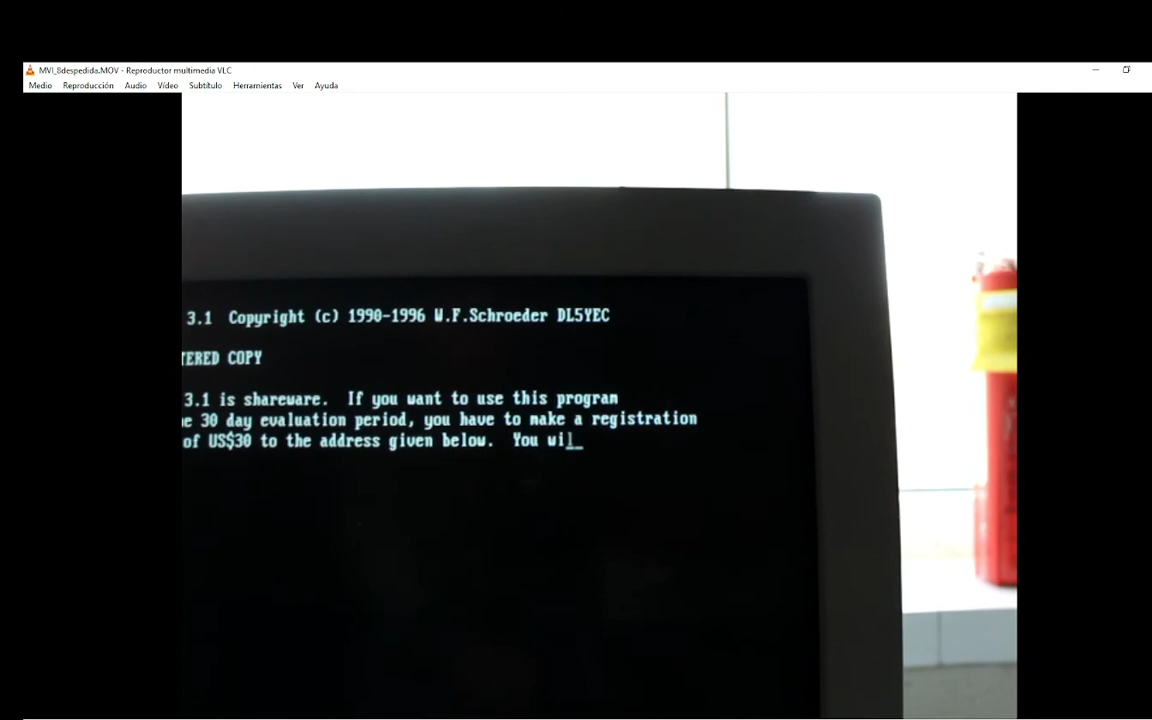 MVI_8despedida.MOV - Reproductor multimedia VLC
Medio Reproducción Audio Vídeo Subtítulo Herramientas Ver Ayuda
3.1 Copyright (c) 1990-1996 W.F.Schroeder DL5YEC
TERED COPY
3.1 is shareware. If you want to use this program
e 30 day evaluation period, you have to make a registration
of US$30 to the address given below. You wil_